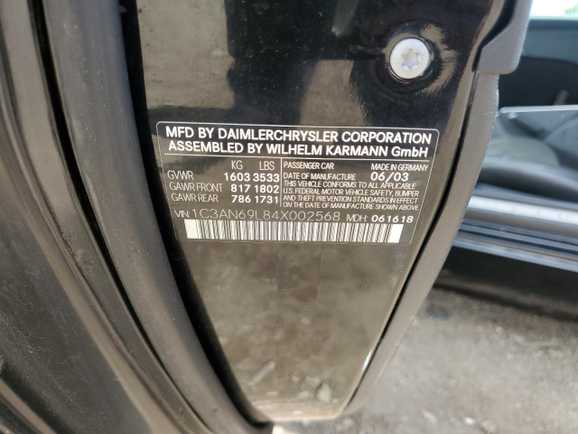 MFD BY DAIMLERCHRYSLER CORPORATION
ASSEMBLED BY WILHELM KARMANN GmbH
KG LBS PASSENGER CAR MADE IN GERMANY
GVWR 1603 3533 DATE OF MANUFACTURE 06/03
GAWR FRONT 817 1802 THIS VEHICLE CONFORMS TO ALL APPLICABLE
GAWR REAR 786 1731 U.S. FEDERAL MOTOR VEHICLE SAFETY, BUMPER,
AND THEFT PREVENTION STANDARDS IN EFFECT ON THE DATE OF MANUFACTURE SHOWN ABOVE.
VIN: 1C3AN69L84X002568 MDH: 061618